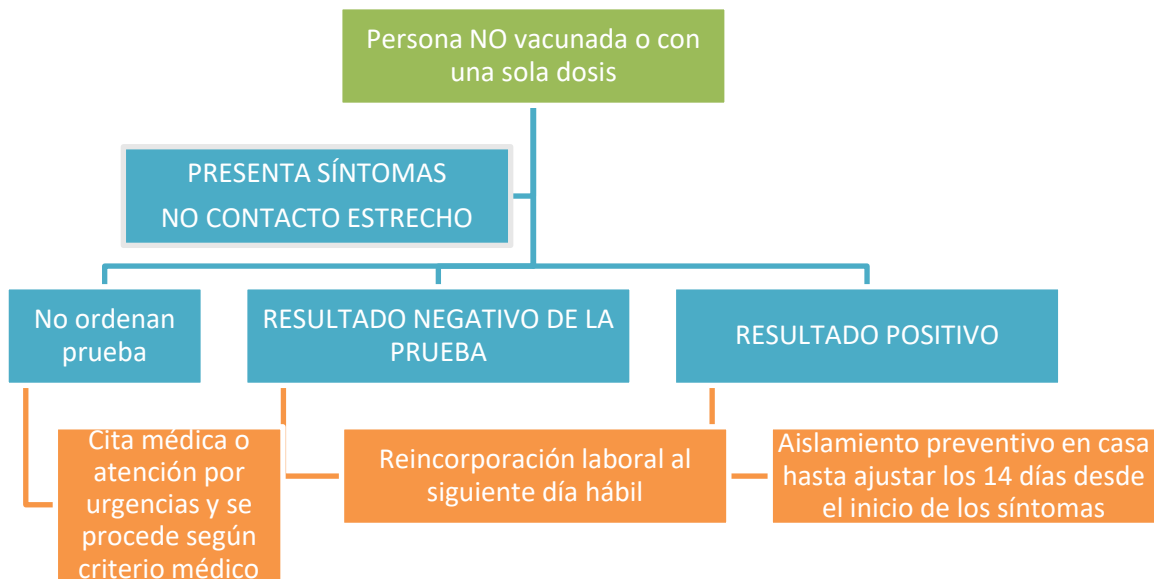 Persona NO vacunada o con
una sola dosis
PRESENTA SÍNTOMAS
NO CONTACTO ESTRECHO
No ordenan
prueba
RESULTADO NEGATIVO DE LA
PRUEBA
RESULTADO POSITIVO
Cita médica o
atención por
urgencias y se
procede según
criterio médico
Reincorporación laboral al
siguiente día hábil
Aislamiento preventivo en casa
hasta ajustar los 14 días desde
el inicio de los síntomas